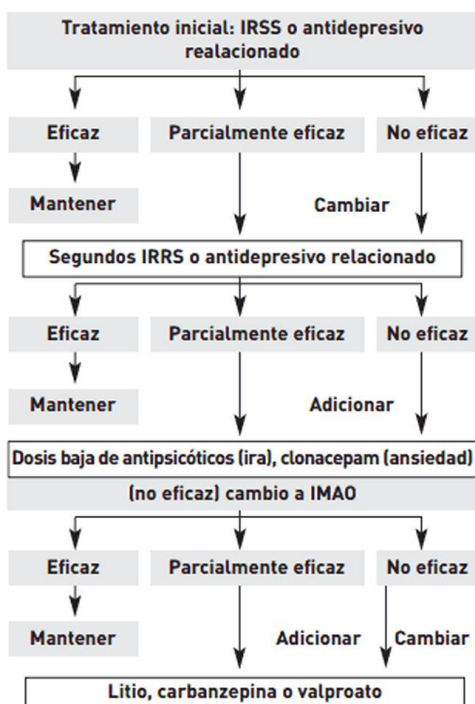 Tratamiento inicial: IRSS o antidepresivo
realacionado
Eficaz
Parcialmente eficaz
No eficaz
Mantener
Cambiar
Segundos IRRS o antidepresivo relacionado
Eficaz
Parcialmente eficaz
No eficaz
Mantener
Adicionar
Dosis baja de antipsicóticos (ira), clonacepam (ansiedad)
(no eficaz) cambio a IMAO
Eficaz
Parcialmente eficaz
No eficaz
Mantener
Adicionar
Cambiar
Litio, carbanzepina o valproato